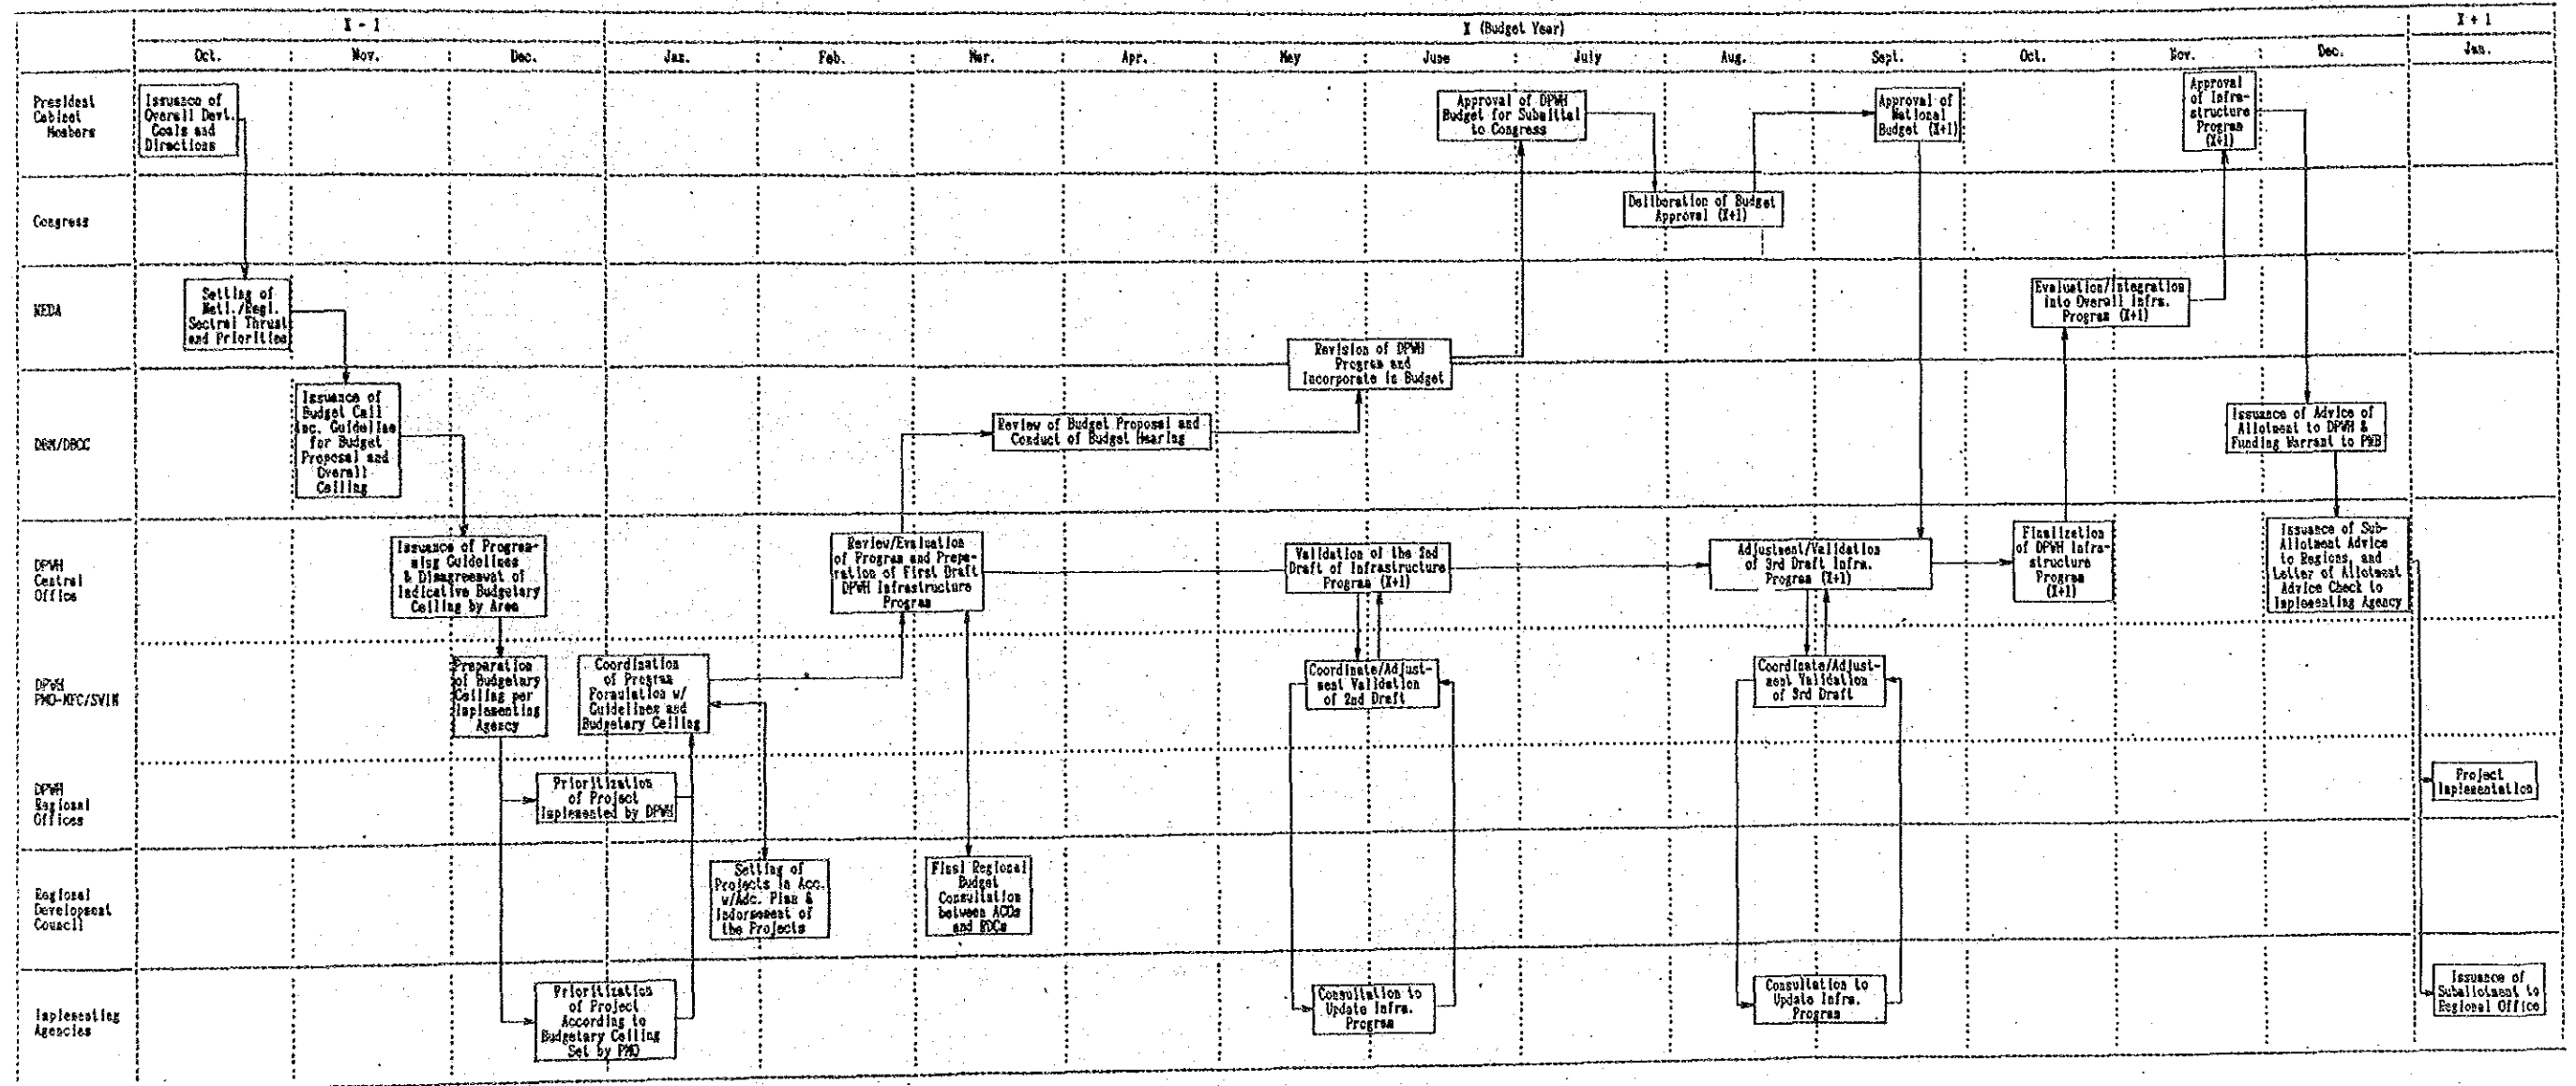 X - 1
X (Budget Year)
X + 1
Oct.
Nov.
Dec.
Jan.
Feb.
Mar.
Apr.
May
June
July
Aug.
Sept.
Oct.
Nov.
Dec.
Jan.
President
Cabinet
Members
Issuance of
Overall Devt.
Goals and
Directions
Approval of DPWH
Budget for Submittal
to Congress
Approval of
National
Budget (X+1)
Approval
of Infra-
structure
Program
(X+1)
Congress
Deliberation of Budget
Approval (X+1)
NEDA
Setting of
Natl./Regl.
Sectral Thrust
and Priorities
Revision of DPWH
Program and
Incorporate in Budget
Evaluation/Integration
into Overall Infra.
Program (X+1)
DBM/DBCC
Issuance of
Budget Call
inc. Guideline
for Budget
Proposal and
Overall
Ceiling
Review of Budget Proposal and
Conduct of Budget Hearing
Issuance of Advice of
Allotment to DPWH &
Funding Warrant to PNB
DPWH
Central
Office
Issuance of Program-
ming Guidelines
& Disagreemvat of
Indicative Budgetary
Ceiling by Area
Review/Evaluation
of Program and Prepa-
ration of First Draft
DPWH Infrastructure
Program
Validation of the 2nd
Draft of Infrastructure
Program (X+1)
Adjustment/Validation
of 3rd Draft Infra.
Program (X+1)
Finalization
of DPWH Infra-
structure
Program
(X+1)
Issuance of Sub-
Allotment Advice
to Regions, and
Letter of Allotment
Advice Check to
Implementing Agency
DPWH
PMO-RFC/SVIM
Preparation
of Budgetary
Ceiling per
Implementing
Agency
Coordination
of Program
Formulation w/
Guidelines and
Budgetary Ceiling
Coordinate/Adjust-
ment Validation
of 2nd Draft
Coordinate/Adjust-
ment Validation
of 3rd Draft
DPWH
Regional
Offices
Prioritization
of Project
Implemented by DPWH
Project
Implementation
Regional
Development
Council
Setting of
Projects in Acc.
w/Adc. Plan &
Indorsement of
the Projects
Final Regional
Budget
Consultation
between ACOs
and RDCs
Implementing
Agencies
Prioritization
of Project
According to
Budgetary Ceiling
Set by PMO
Consultation to
Update Infra.
Program
Consultation to
Update Infra.
Program
Issuance of
Suballotment to
Regional Office